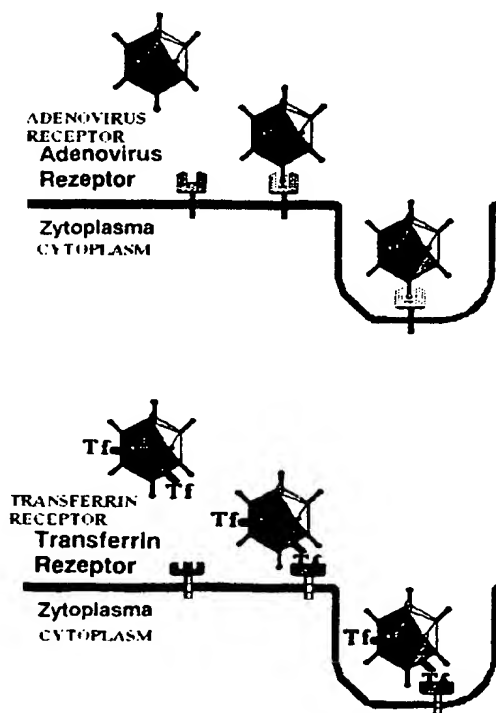 ADENOVIRUS
RECEPTOR
Adenovirus
Rezeptor
Zytoplasma
CYTOPLASM
Tf
Tf
TRANSFERRIN
RECEPTOR
Transferrin
Rezeptor
Tf
Tf
Zytoplasma
CYTOPLASM
Tf
Tf